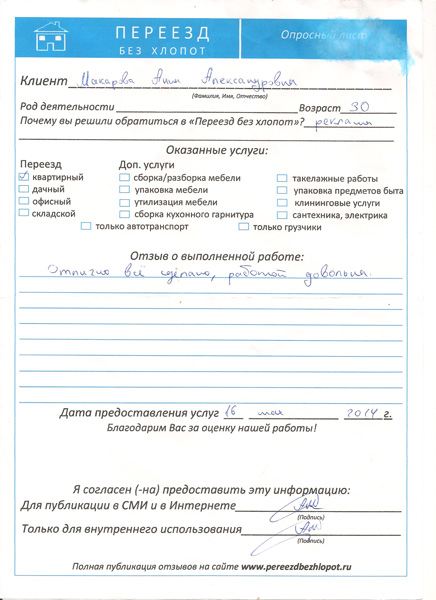 ПЕРЕЕЗД
БЕЗ ХЛОПОТ
Опросный лист
Клиент Макарова Анна Александровна
(Фамилия, Имя, Отчество)
Род деятельности Возраст 30
Почему вы решили обратиться в «Переезд без хлопот»? реклама
Оказанные услуги:
Переезд Доп. услуги
квартирный сборка/разборка мебели такелажные работы
дачный упаковка мебели упаковка предметов быта
офисный утилизация мебели клининговые услуги
складской сборка кухонного гарнитура сантехника, электрика
только автотранспорт только грузчики
Отзыв о выполненной работе:
Отлично всё сделано, работой довольна.
Дата предоставления услуг 16 мая 2014 г.
Благодарим Вас за оценку нашей работы!
Я согласен (-на) предоставить эту информацию:
Для публикации в СМИ и в Интернете
(Подпись)
Только для внутреннего использования
(Подпись)
Полная публикация отзывов на сайте www.pereezdbezhlopot.ru